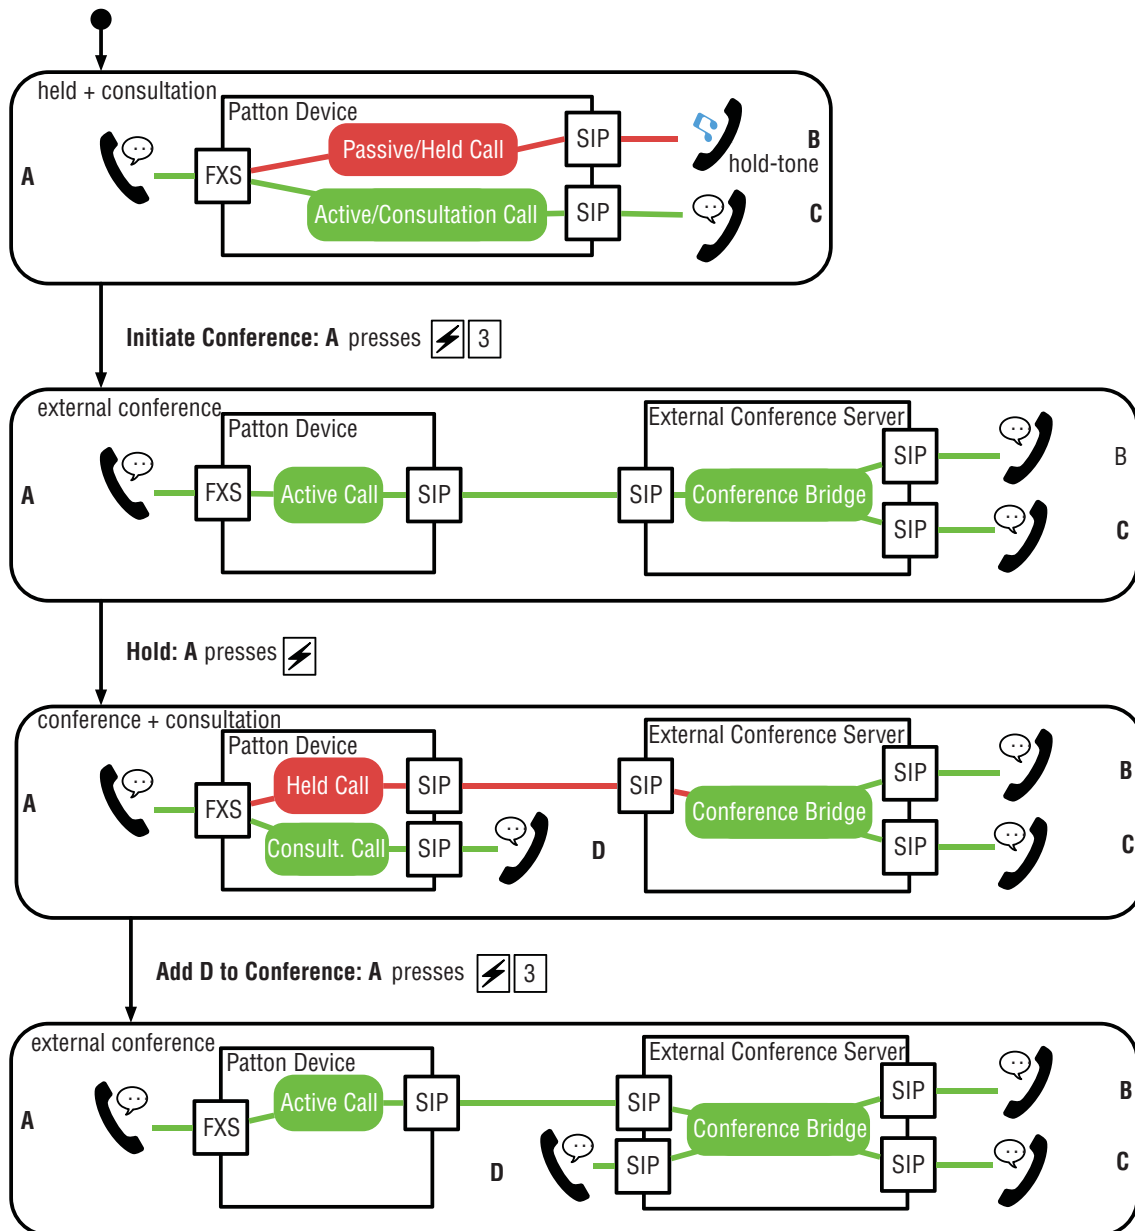 held + consultation
Patton Device
A
FXS
Passive/Held Call
SIP
B
hold-tone
Active/Consultation Call
SIP
C
Initiate Conference: A presses 3
external conference
Patton Device
External Conference Server
A
FXS
Active Call
SIP
SIP
Conference Bridge
SIP
B
SIP
C
Hold: A presses
conference + consultation
Patton Device
External Conference Server
A
FXS
Held Call
SIP
SIP
Conference Bridge
SIP
B
Consult. Call
SIP
D
SIP
C
Add D to Conference: A presses 3
external conference
Patton Device
External Conference Server
A
FXS
Active Call
SIP
SIP
Conference Bridge
SIP
B
D
SIP
SIP
C